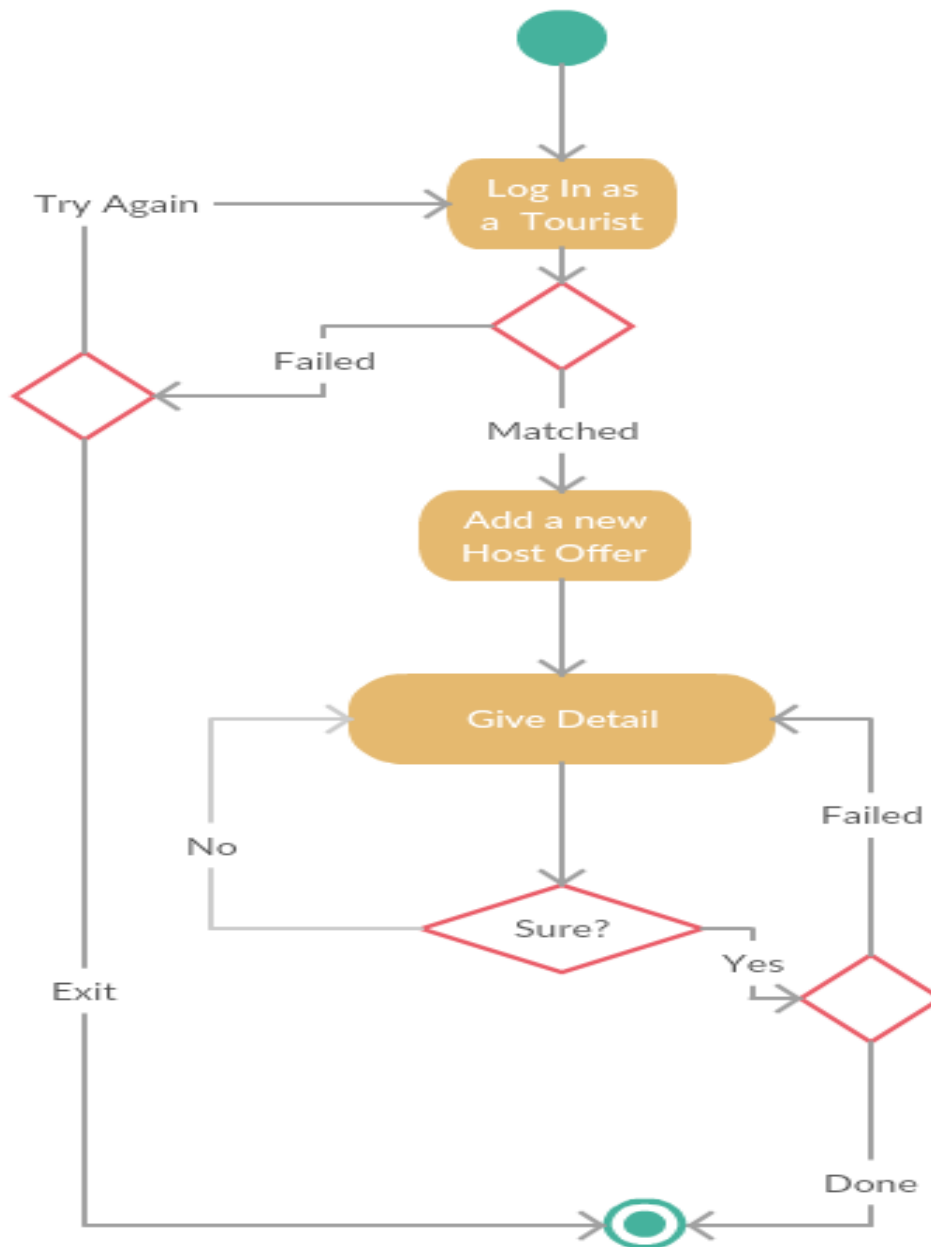 Log In as
a Tourist
Try Again
Failed
Matched
Add a new
Host Offer
Give Detail
Failed
No
Sure?
Yes
Exit
Done